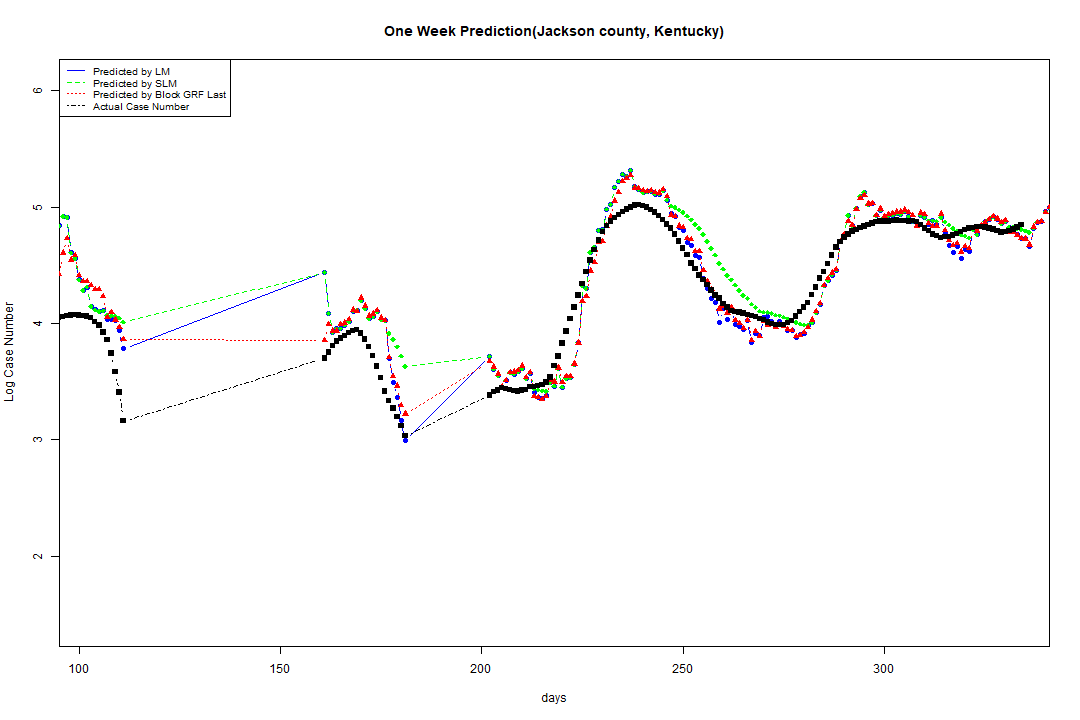 One Week Prediction(Jackson county, Kentucky)
Predicted by LM
Predicted by SLM
Predicted by Block GRF Last
Actual Case Number
6
5
4
3
2
Log Case Number
100 150 200 250 300
days